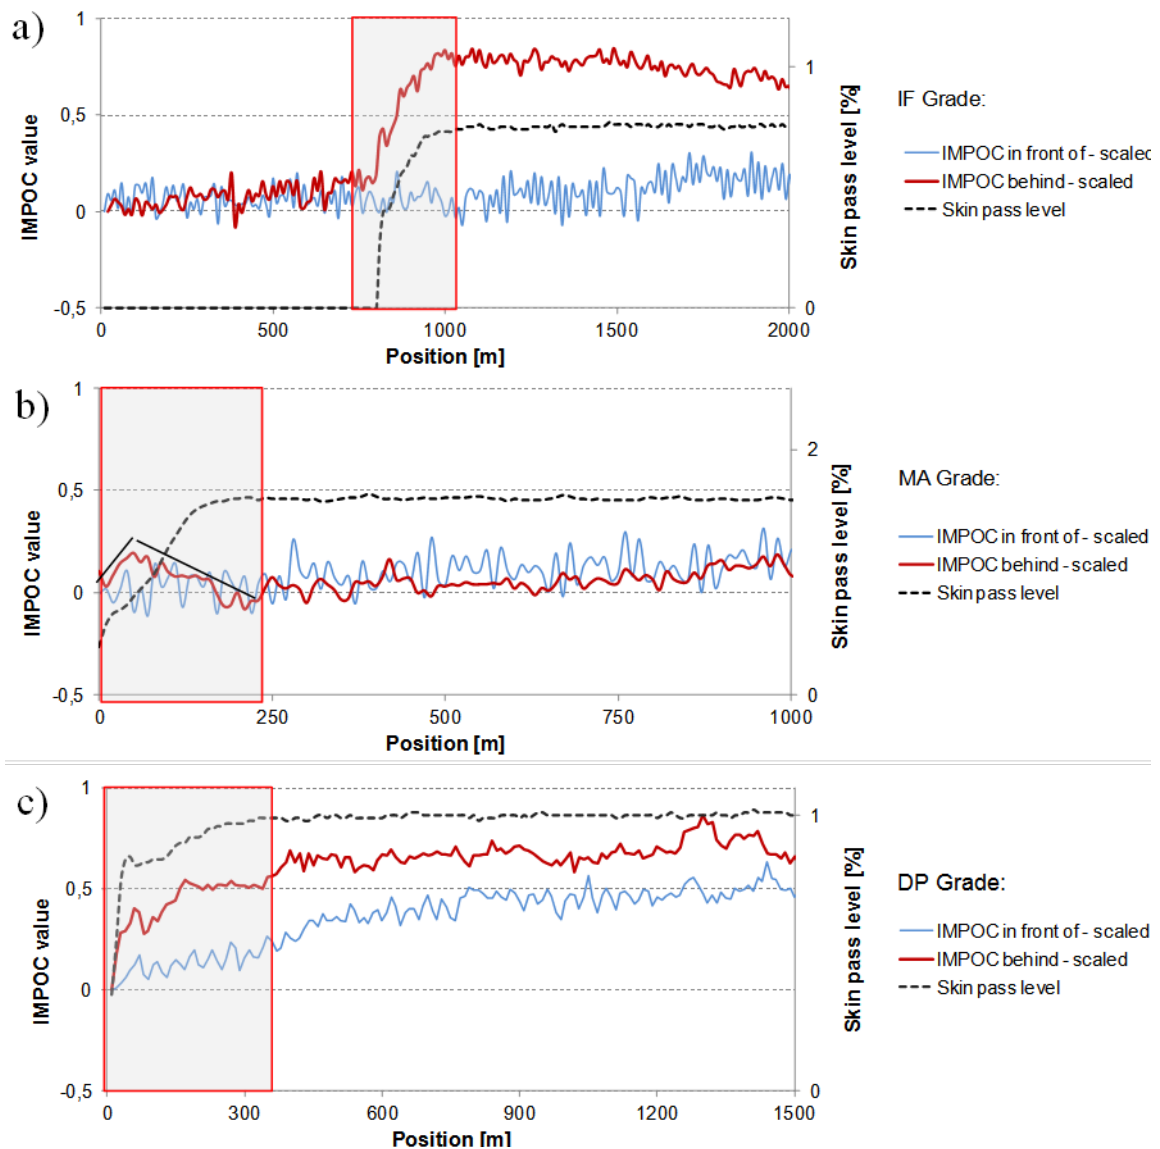 a)
1
0,5
0
-0,5
IMPOC value
0
500
1000
1500
2000
Position [m]
1
0
Skin pass level [%]
IF Grade:
IMPOC in front of - scaled
IMPOC behind - scaled
Skin pass level
b)
1
0,5
0
-0,5
IMPOC value
0
250
500
750
1000
Position [m]
2
0
Skin pass level [%]
MA Grade:
IMPOC in front of - scaled
IMPOC behind - scaled
Skin pass level
c)
1
0,5
0
-0,5
IMPOC value
0
300
600
900
1200
1500
Position [m]
1
0
Skin pass level [%]
DP Grade:
IMPOC in front of - scaled
IMPOC behind - scaled
Skin pass level